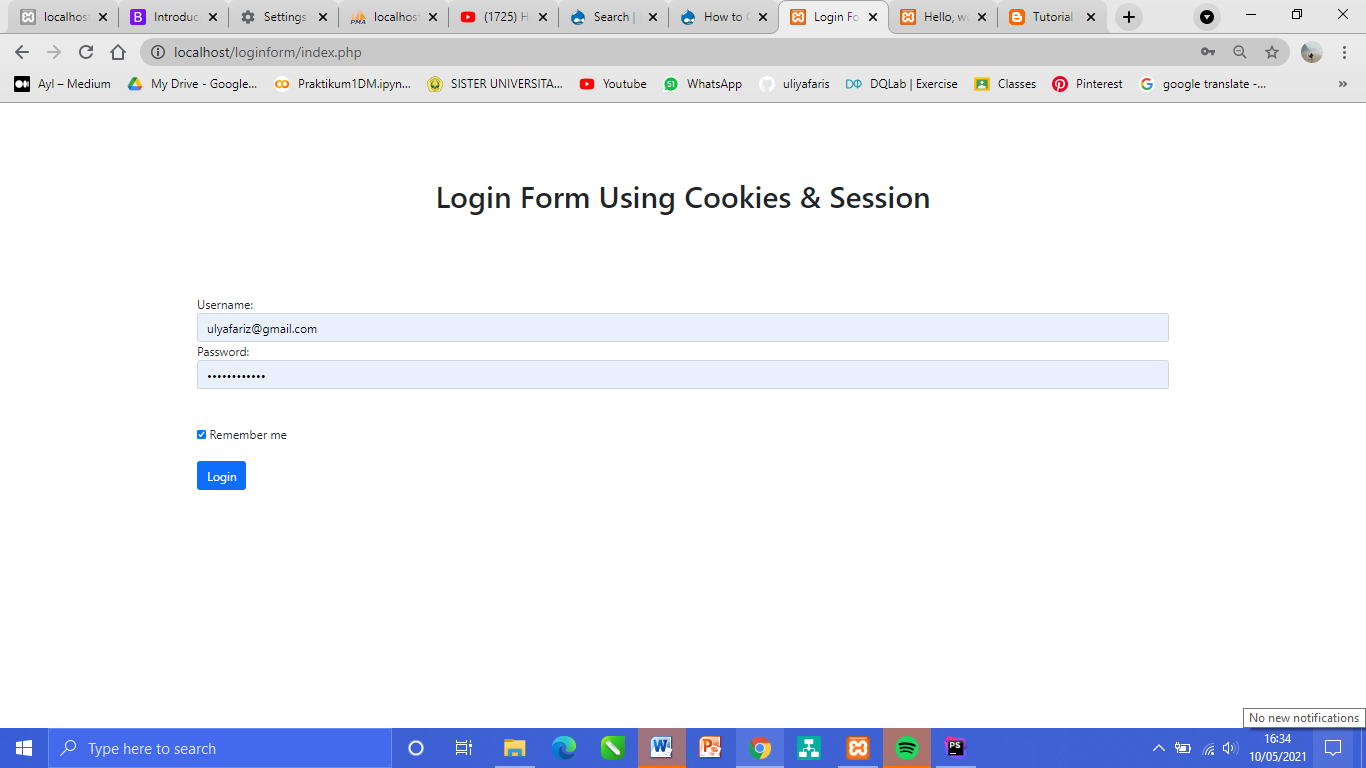 localhost
Introduc
Settings
localhost
(1725) H
Search |
How to C
Login Fo
Hello, wo
Tutorial
localhost/loginform/index.php
Ayl – Medium
My Drive - Google...
Praktikum1DM.ipyn...
SISTER UNIVERSITA...
Youtube
WhatsApp
uliyafaris
DQLab | Exercise
Classes
Pinterest
google translate -...
Login Form Using Cookies & Session
Username:
ulyafariz@gmail.com
Password:
••••••••••••
Remember me
Login
No new notifications
Type here to search
16:34
10/05/2021